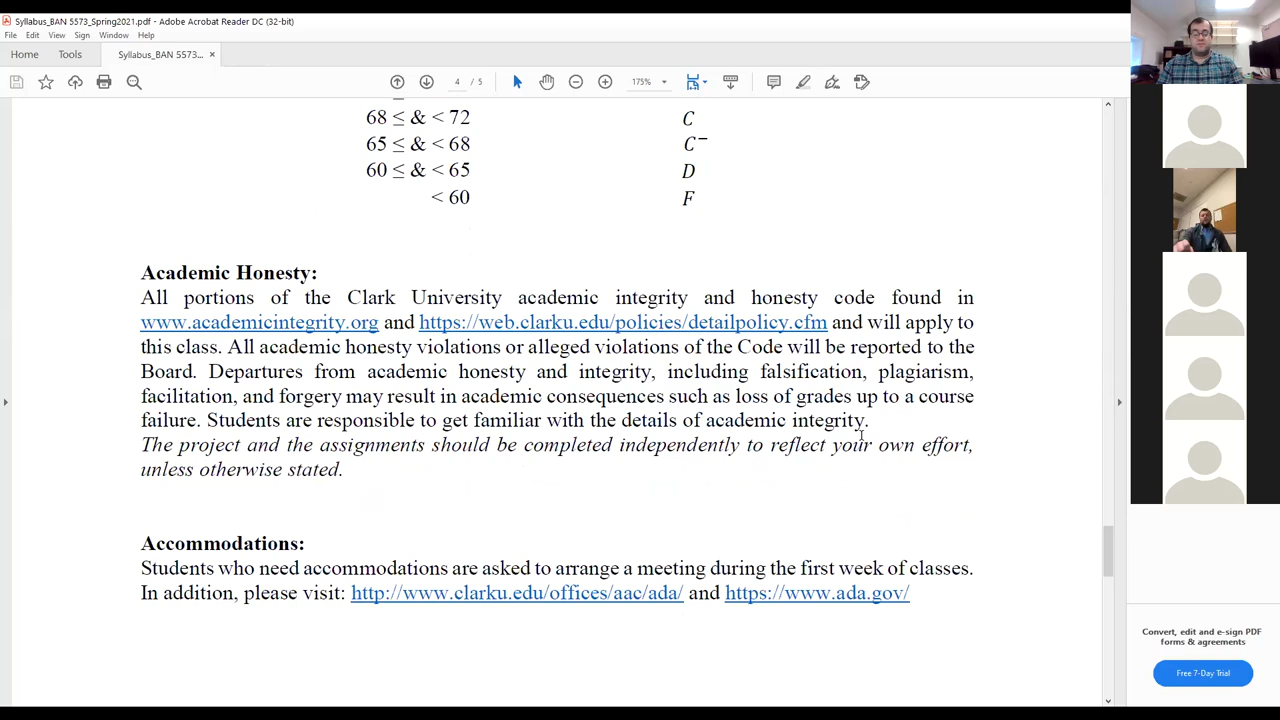 Syllabus_BAN 5573_Spring2021.pdf - Adobe Acrobat Reader DC (32-bit)
File Edit View Sign Window Help
Home Tools Syllabus_BAN 5573... ×
4 / 5 175%
68 ≤ & < 72 C
65 ≤ & < 68 C⁻
60 ≤ & < 65 D
< 60 F
Academic Honesty:
All portions of the Clark University academic integrity and honesty code found in
www.academicintegrity.org and https://web.clarku.edu/policies/detailpolicy.cfm and will apply to
this class. All academic honesty violations or alleged violations of the Code will be reported to the
Board. Departures from academic honesty and integrity, including falsification, plagiarism,
facilitation, and forgery may result in academic consequences such as loss of grades up to a course
failure. Students are responsible to get familiar with the details of academic integrity.
The project and the assignments should be completed independently to reflect your own effort,
unless otherwise stated.
Accommodations:
Students who need accommodations are asked to arrange a meeting during the first week of classes.
In addition, please visit: http://www.clarku.edu/offices/aac/ada/ and https://www.ada.gov/
Convert, edit and e-sign PDF
forms & agreements
Free 7-Day Trial